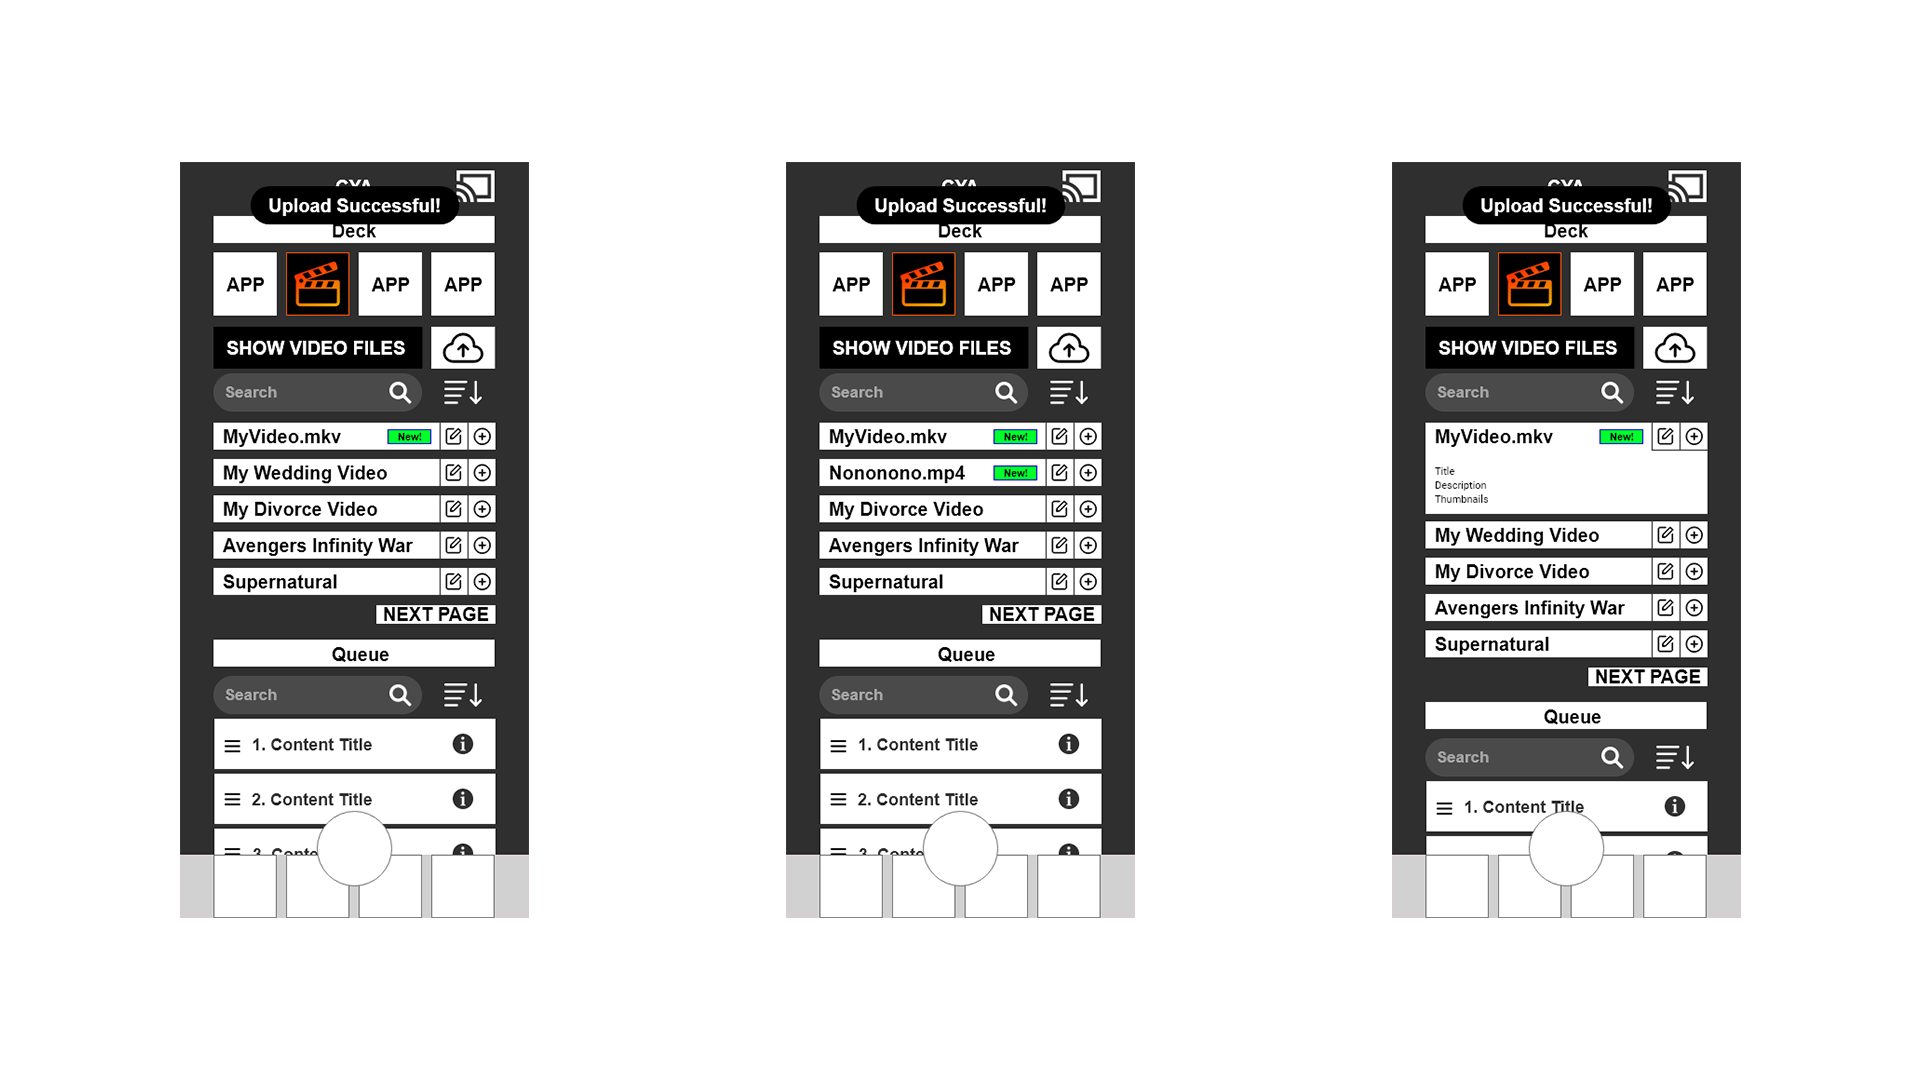 CYA
Upload Successful!
Deck
APP
APP
APP
SHOW VIDEO FILES
Search
MyVideo.mkv New!
My Wedding Video
My Divorce Video
Avengers Infinity War
Supernatural
NEXT PAGE
Queue
Search
1. Content Title
2. Content Title
3. Conte
CYA
Upload Successful!
Deck
APP
APP
APP
SHOW VIDEO FILES
Search
MyVideo.mkv New!
Nononono.mp4 New!
My Divorce Video
Avengers Infinity War
Supernatural
NEXT PAGE
Queue
Search
1. Content Title
2. Content Title
3. Conte
CYA
Upload Successful!
Deck
APP
APP
APP
SHOW VIDEO FILES
Search
MyVideo.mkv New!
Title
Description
Thumbnails
My Wedding Video
My Divorce Video
Avengers Infinity War
Supernatural
NEXT PAGE
Queue
Search
1. Content Title